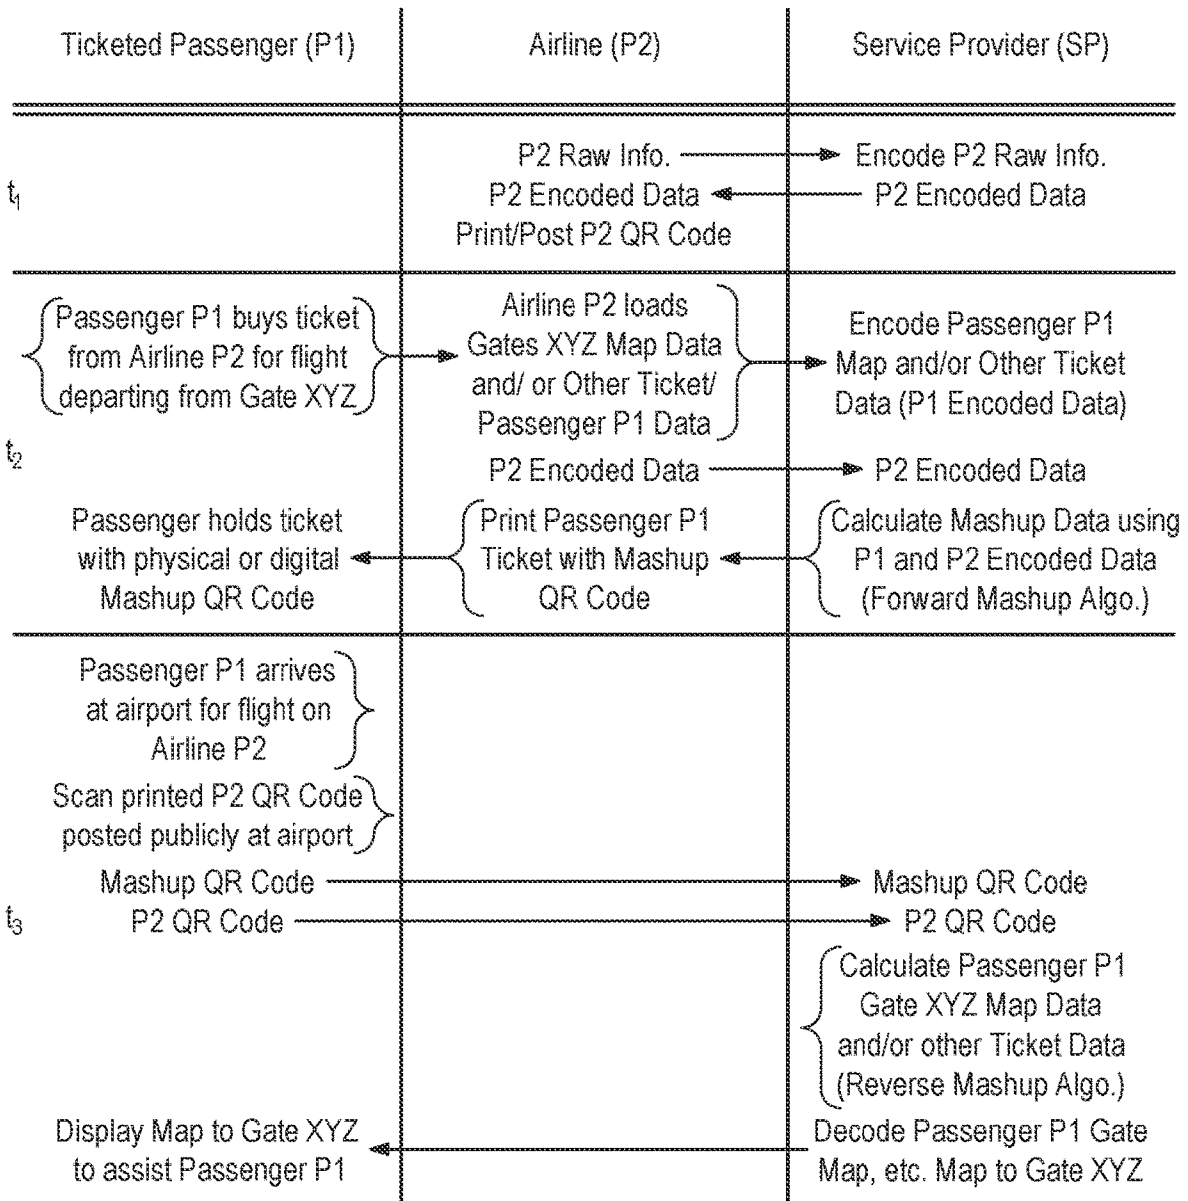 Ticketed Passenger (P1)
Airline (P2)
Service Provider (SP)
t1
P2 Raw Info.
Encode P2 Raw Info.
P2 Encoded Data
P2 Encoded Data
Print/Post P2 QR Code
t2
Passenger P1 buys ticket
from Airline P2 for flight
departing from Gate XYZ
Airline P2 loads
Gates XYZ Map Data
and/ or Other Ticket/
Passenger P1 Data
Encode Passenger P1
Map and/or Other Ticket
Data (P1 Encoded Data)
P2 Encoded Data
P2 Encoded Data
Passenger holds ticket
with physical or digital
Mashup QR Code
Print Passenger P1
Ticket with Mashup
QR Code
Calculate Mashup Data using
P1 and P2 Encoded Data
(Forward Mashup Algo.)
t3
Passenger P1 arrives
at airport for flight on
Airline P2
Scan printed P2 QR Code
posted publicly at airport
Mashup QR Code
Mashup QR Code
P2 QR Code
P2 QR Code
Calculate Passenger P1
Gate XYZ Map Data
and/or other Ticket Data
(Reverse Mashup Algo.)
Display Map to Gate XYZ
to assist Passenger P1
Decode Passenger P1 Gate
Map, etc. Map to Gate XYZ